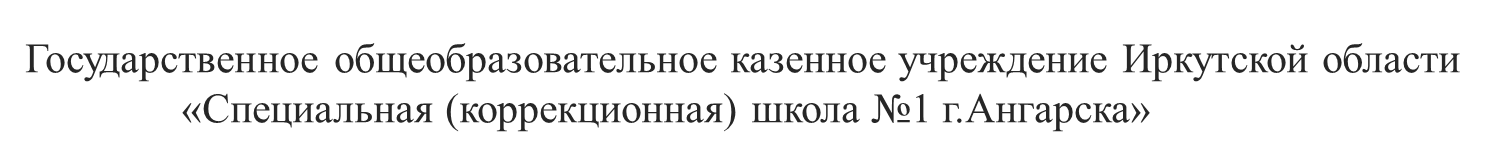 Государственное общеобразовательное казенное учреждение Иркутской области
«Специальная (коррекционная) школа №1 г.Ангарска»